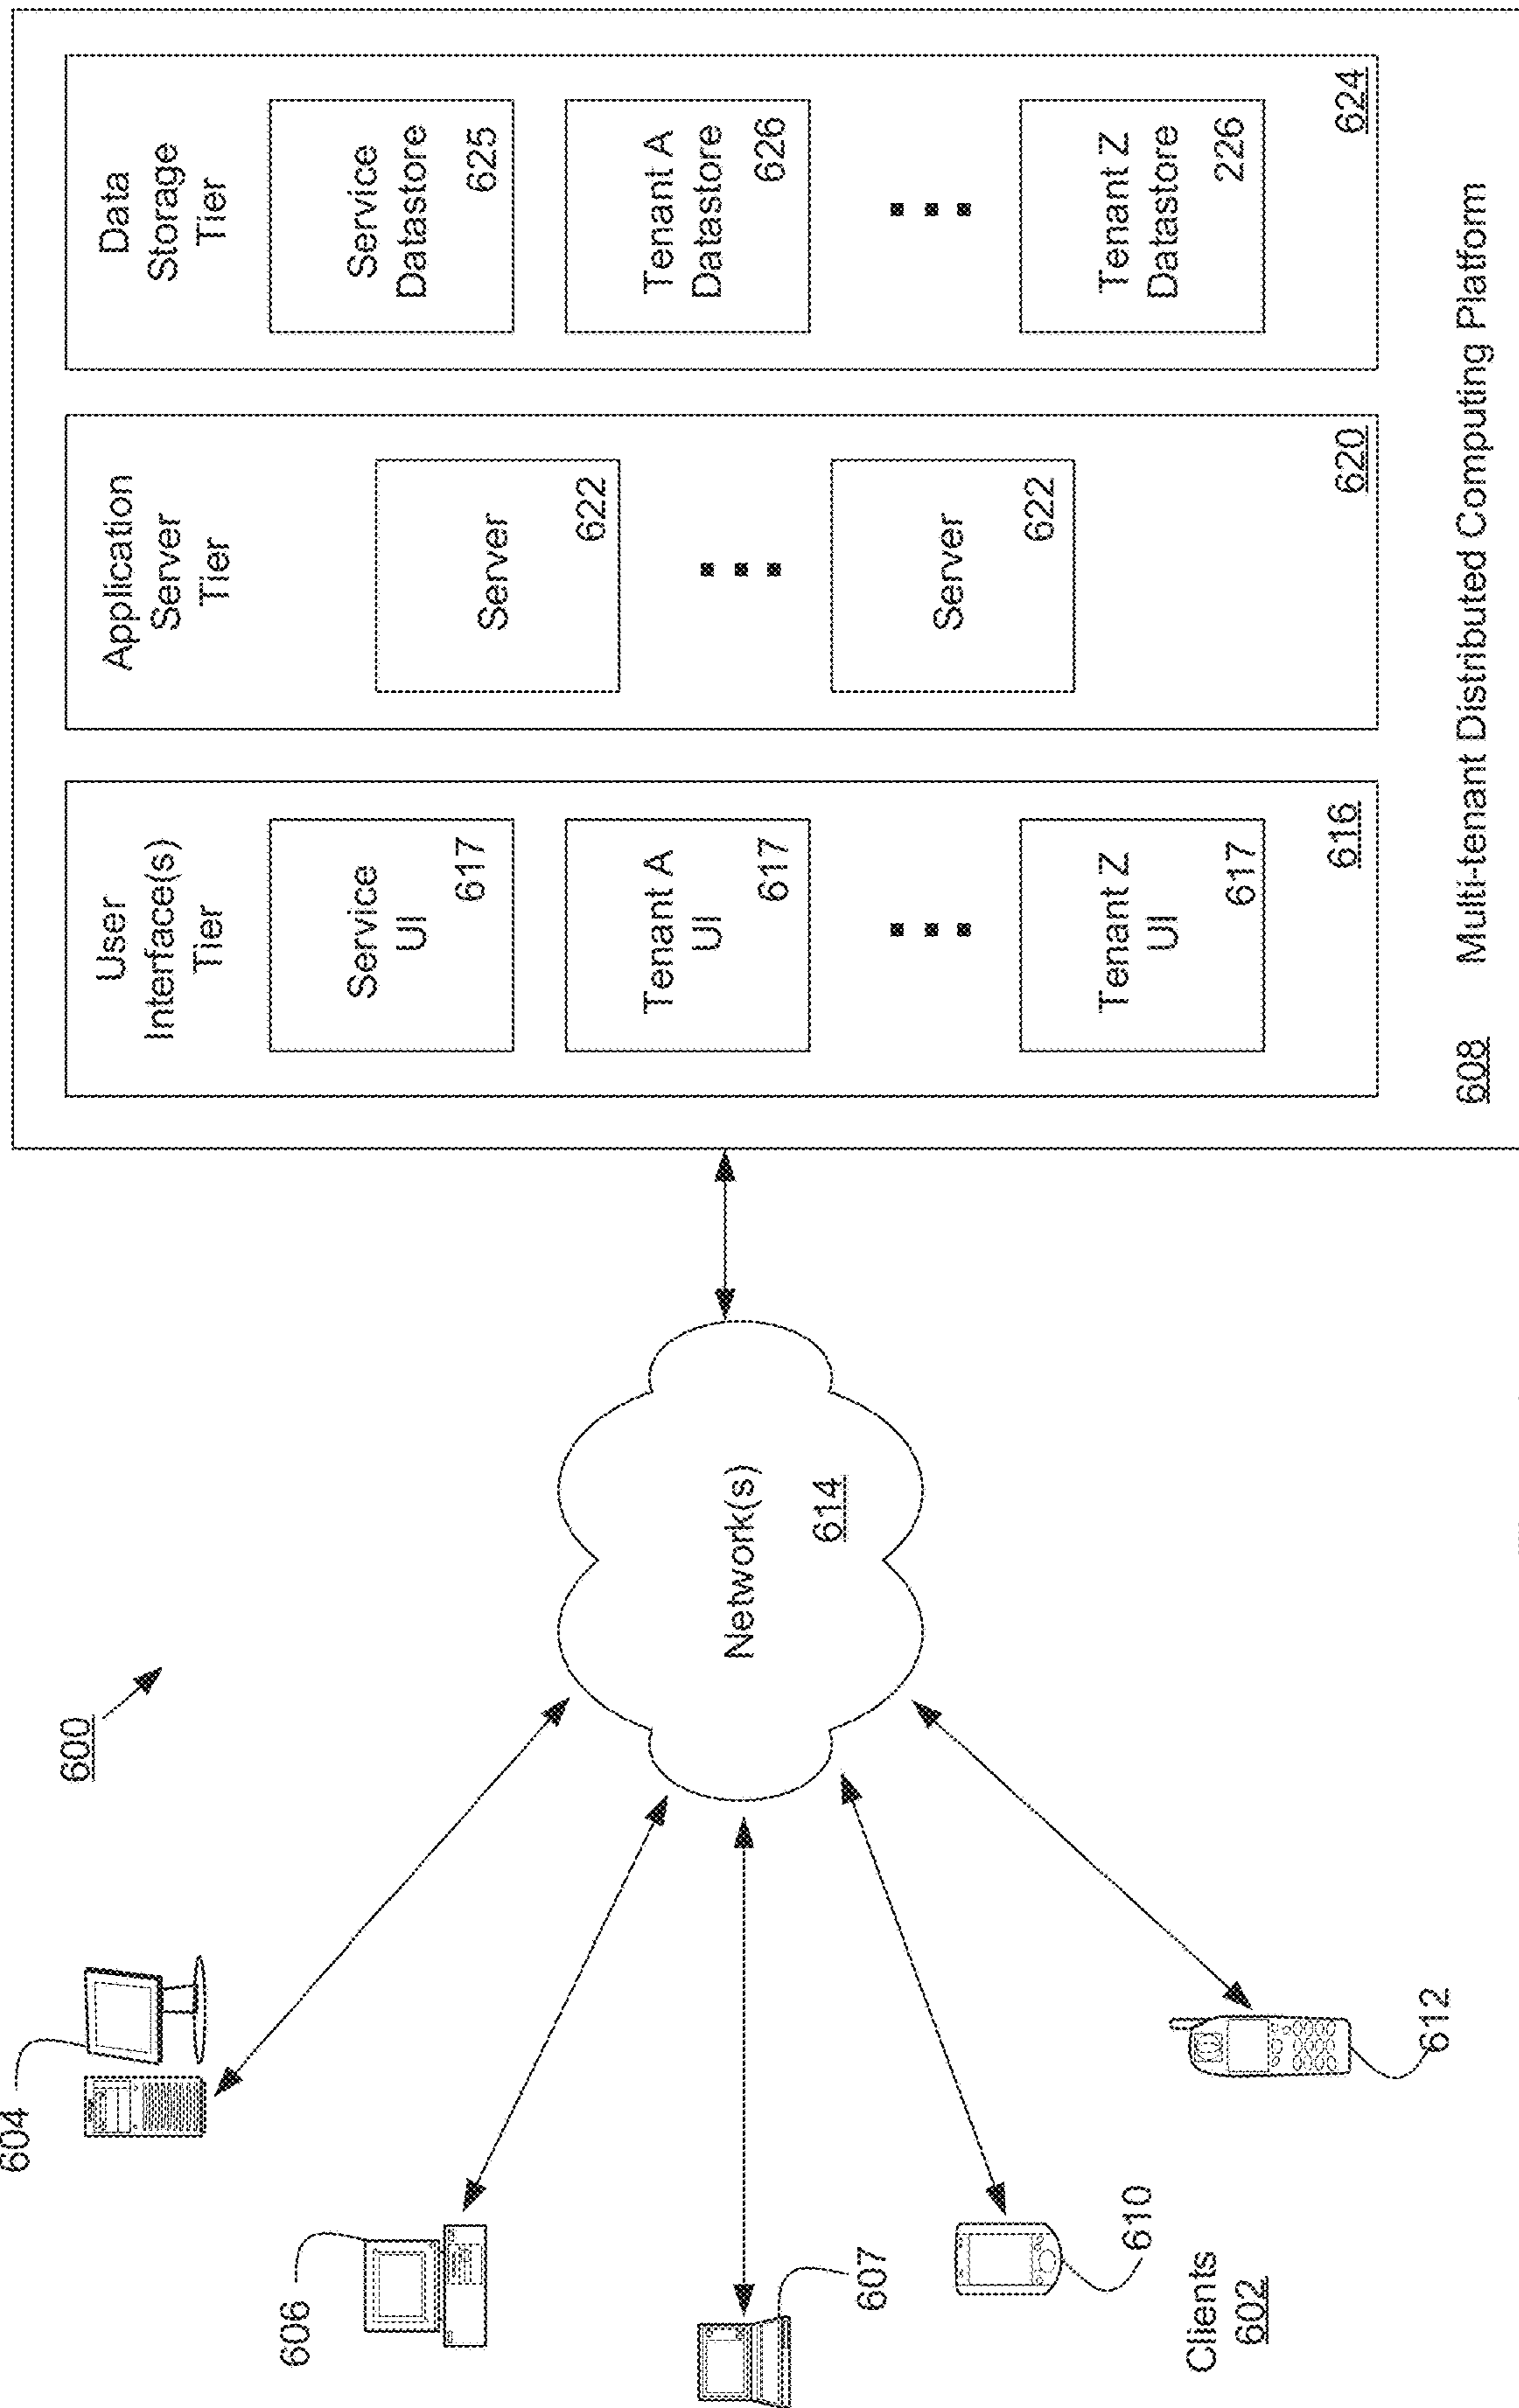 600
604
606
607
610
612
Clients
602
Network(s)
614
User
Interface(s)
Tier
Service
UI
617
Tenant A
UI
617
Tenant Z
UI
617
616
Application
Server
Tier
Server
622
Server
622
620
Data
Storage
Tier
Service
Datastore
625
Tenant A
Datastore
626
Tenant Z
Datastore
226
624
608 Multi-tenant Distributed Computing Platform